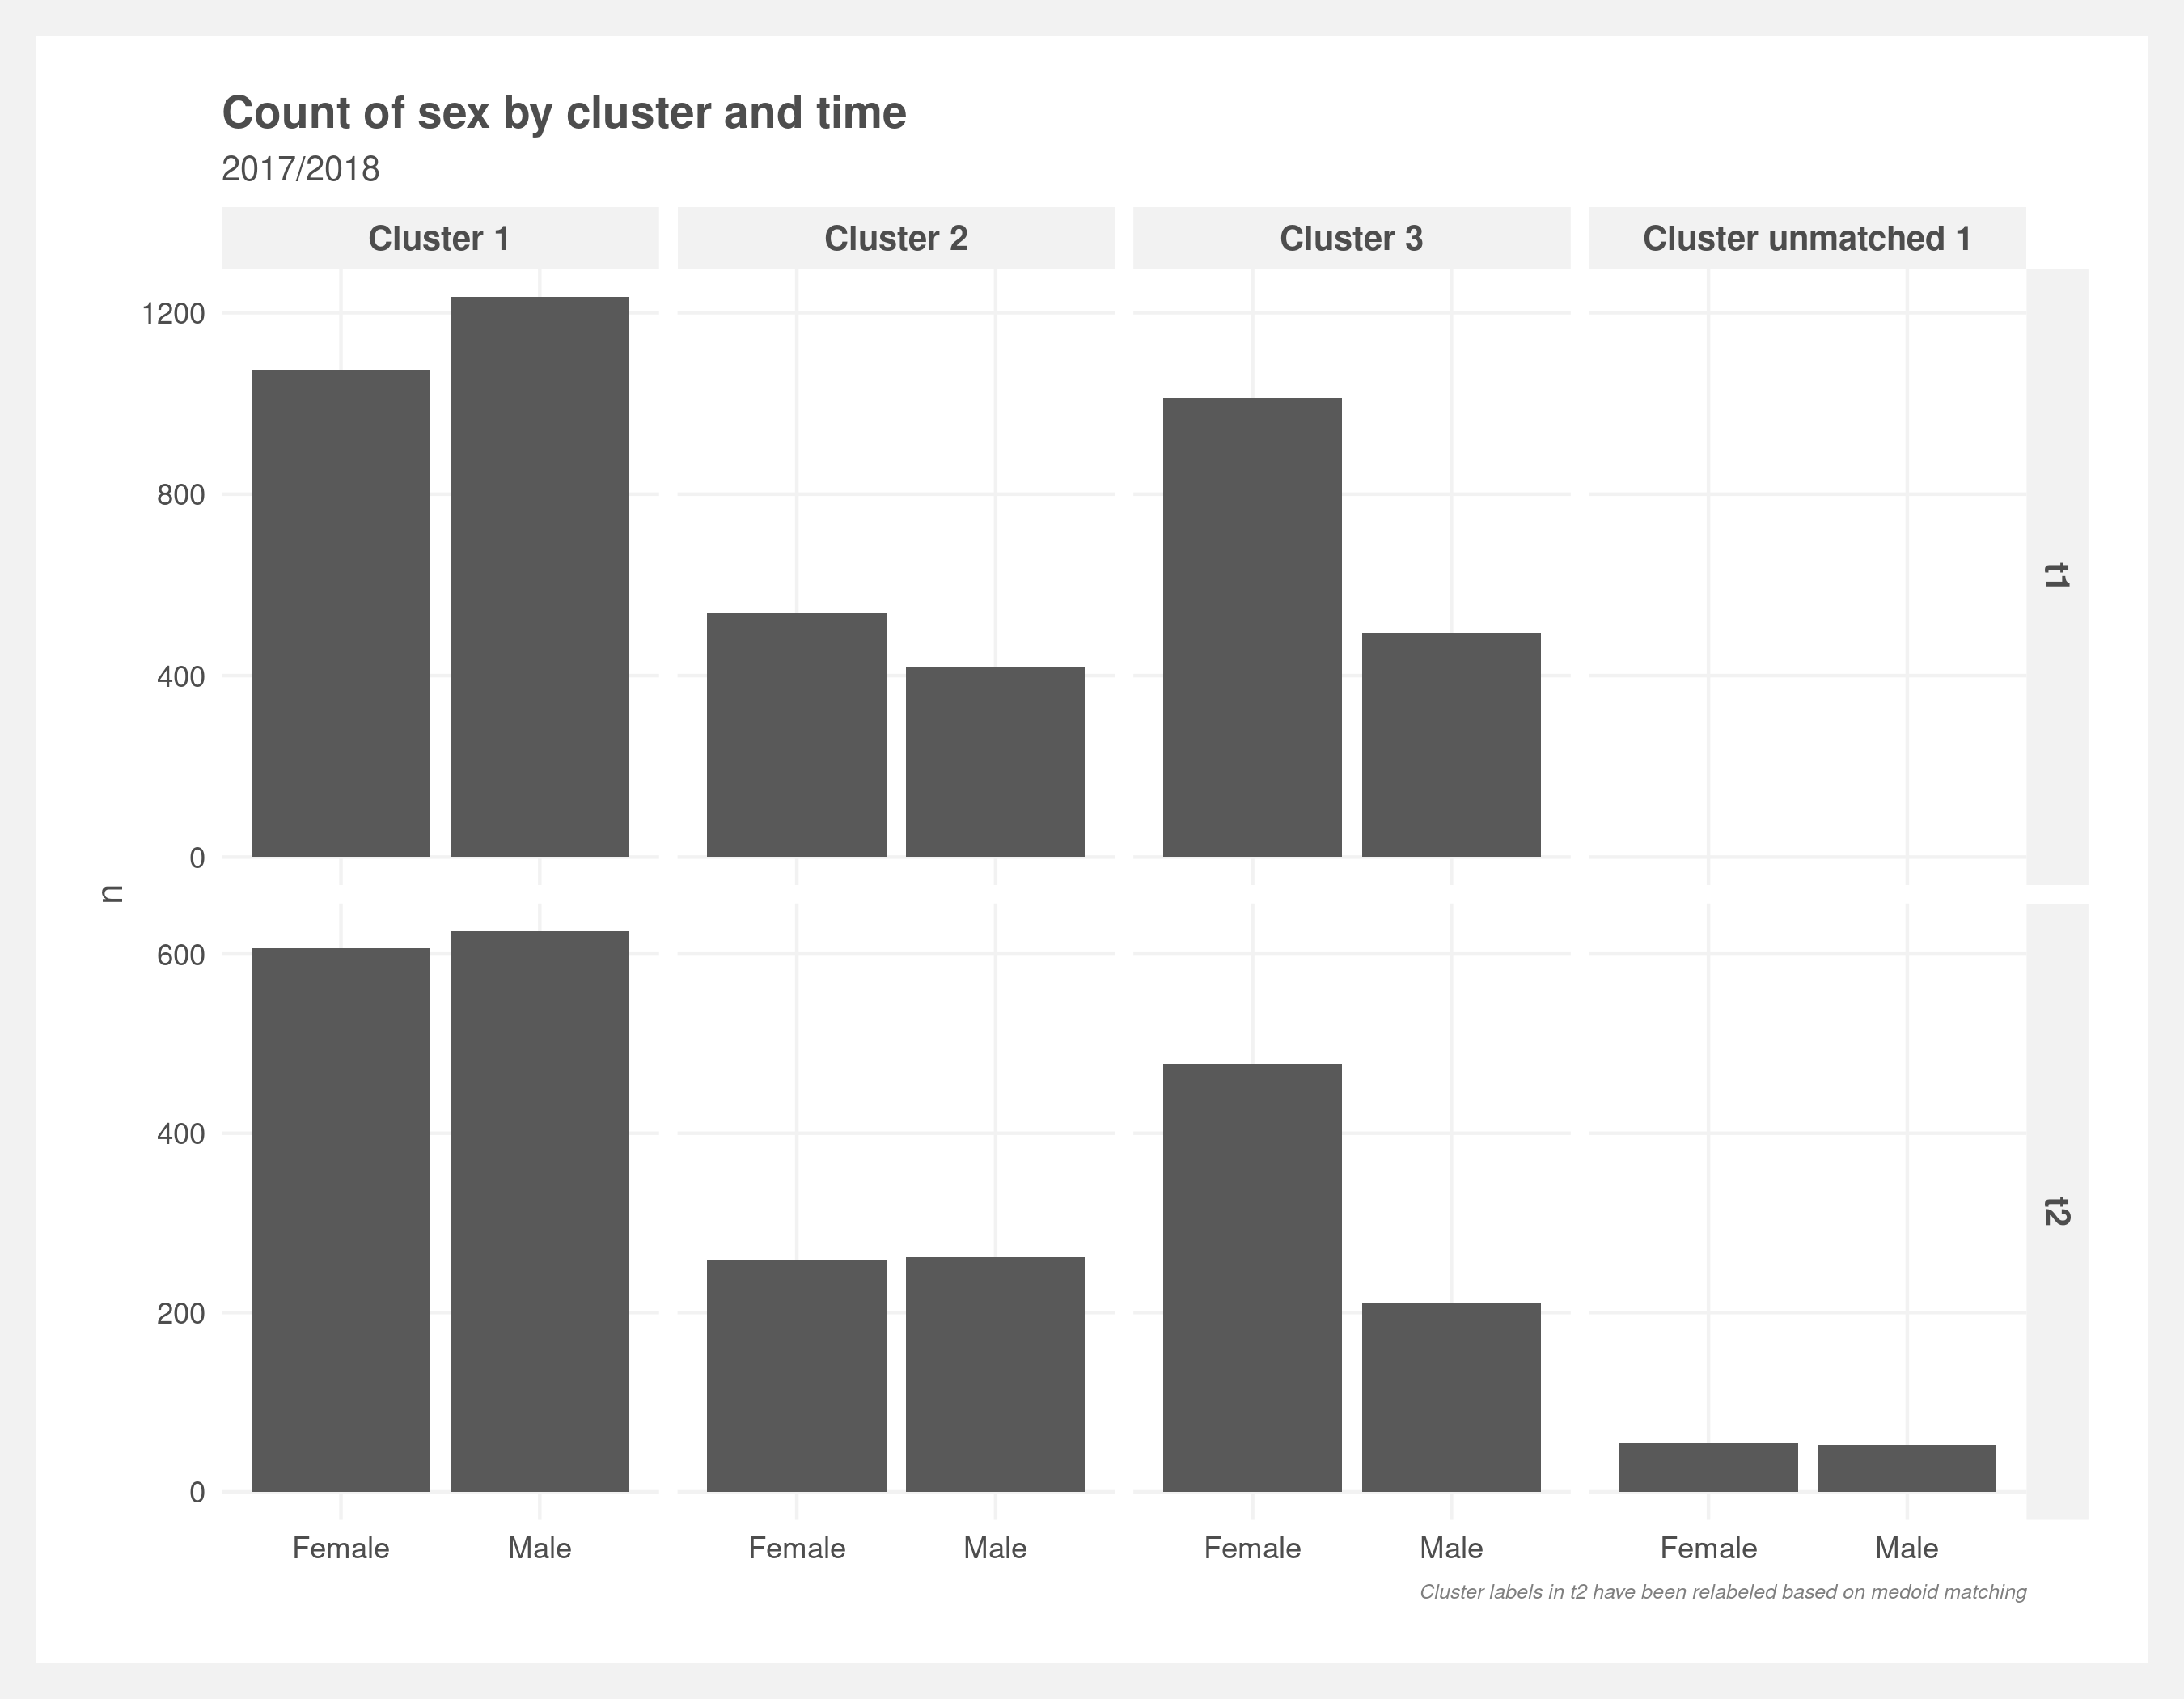 Count of sex by cluster and time
2017/2018
Cluster 1 Cluster 2 Cluster 3 Cluster unmatched 1
1200
800
400
0
t1
n
600
400
200
0
t2
Female Male Female Male Female Male Female Male
Cluster labels in t2 have been relabeled based on medoid matching